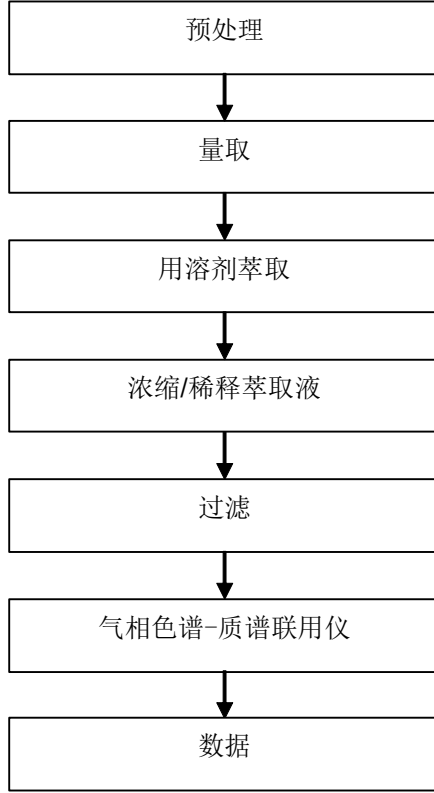 预处理
量取
用溶剂萃取
浓缩/稀释萃取液
过滤
气相色谱-质谱联用仪
数据